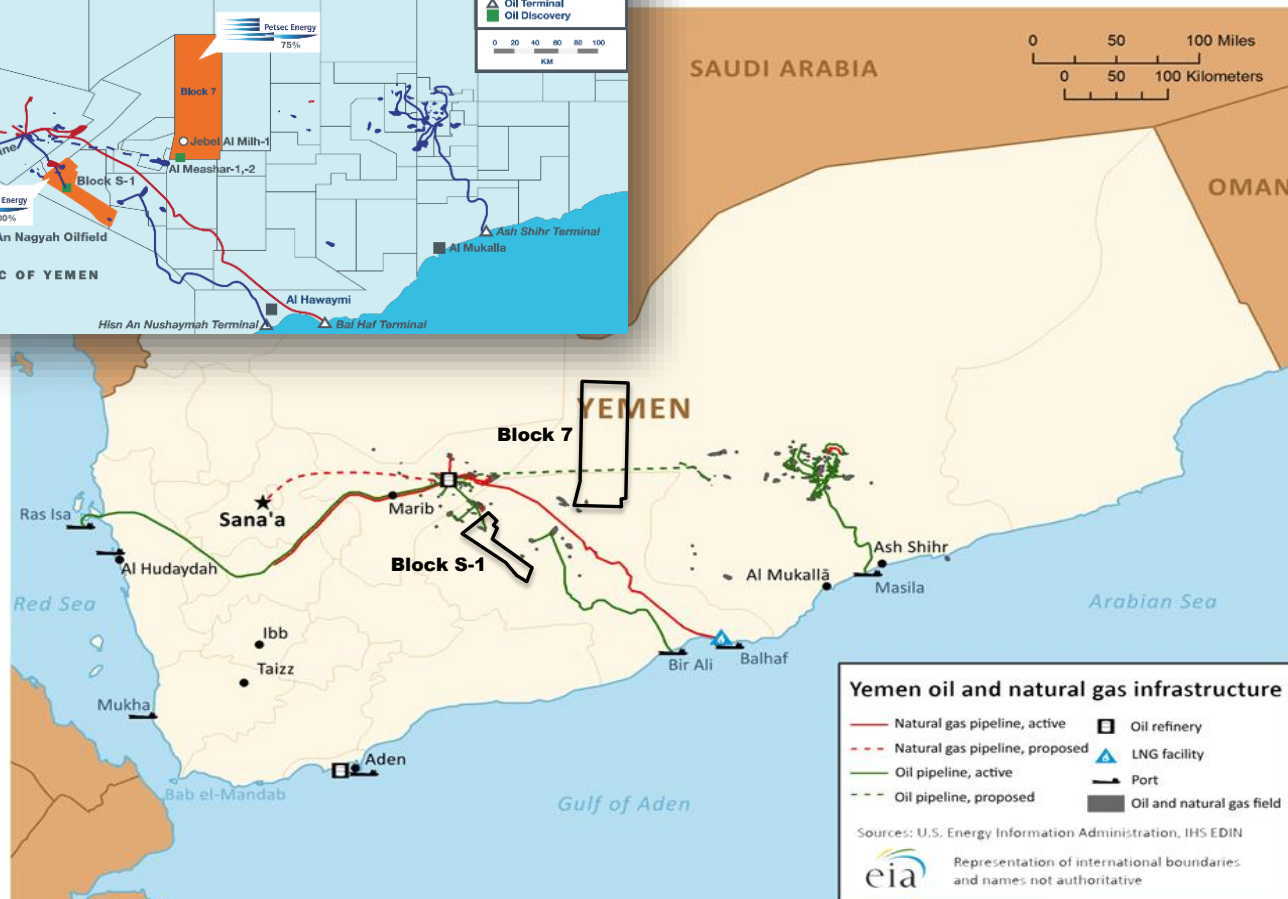 Oil Terminal
Oil Discovery
0 20 40 60 80 100
KM
Petsec Energy
75%
Block 7
Jebel Al Milh-1
Al Meashar-1,-2
Block S-1
Energy
An Nagyah Oilfield
OF YEMEN
Ash Shihr Terminal
Al Mukalla
Al Hawaymi
Hisn An Nushaymah Terminal
Bal Haf Terminal
0 50 100 Miles
0 50 100 Kilometers
SAUDI ARABIA
OMAN
YEMEN
Block 7
Marib
Sana'a
Ras Isa
Block S-1
Al Hudaydah
Ash Shihr
Al Mukallā
Masila
Red Sea
Arabian Sea
Ibb
Taizz
Bir Ali
Balhaf
Mukha
Aden
Bab el-Mandab
Gulf of Aden
Yemen oil and natural gas infrastructure
Natural gas pipeline, active
Natural gas pipeline, proposed
Oil pipeline, active
Oil pipeline, proposed
Oil refinery
LNG facility
Port
Oil and natural gas field
Sources: U.S. Energy Information Administration, IHS EDIN
eia
Representation of international boundaries
and names not authoritative